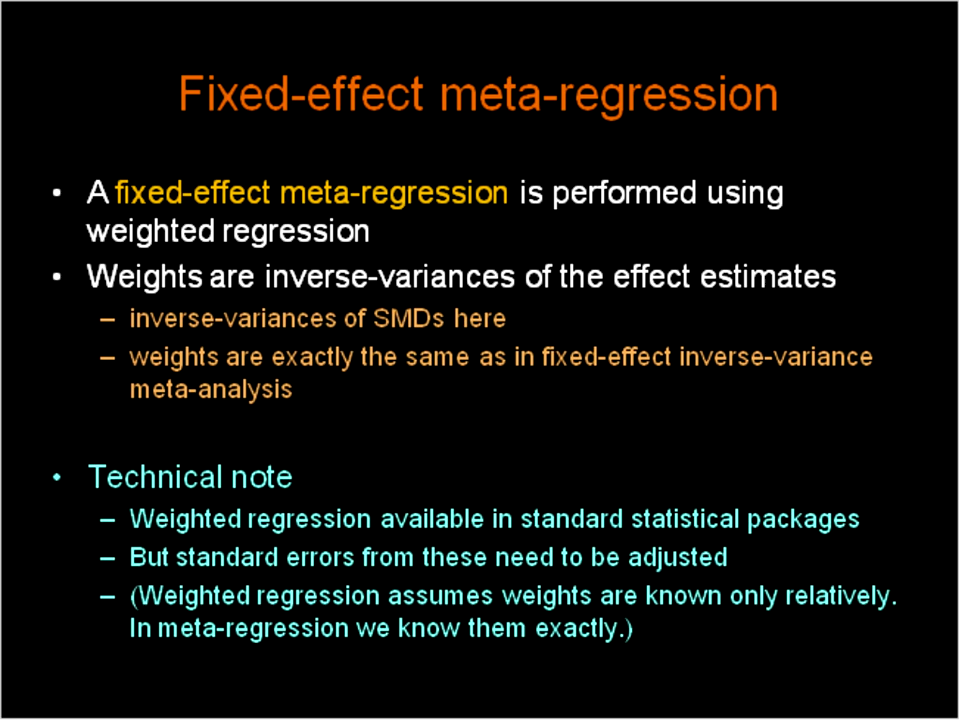 Fixed-effect meta-regression
• A fixed-effect meta-regression is performed using
weighted regression
• Weights are inverse-variances of the effect estimates
– inverse-variances of SMDs here
– weights are exactly the same as in fixed-effect inverse-variance
meta-analysis
• Technical note
– Weighted regression available in standard statistical packages
– But standard errors from these need to be adjusted
– (Weighted regression assumes weights are known only relatively.
In meta-regression we know them exactly.)